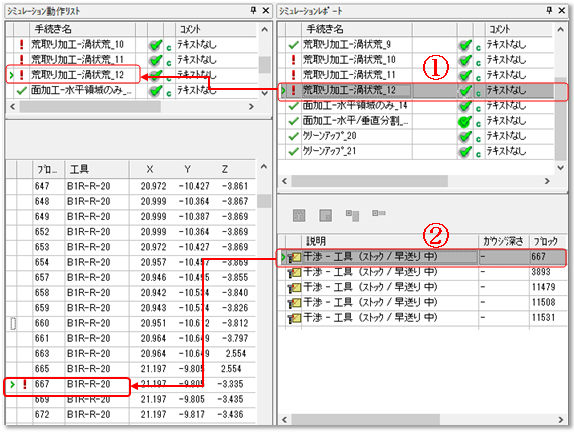 シミュレーション動作リスト
手続き名 コメント
荒取り加工-渦状荒_10 c テキストなし
荒取り加工-渦状荒_11 c テキストなし
荒取り加工-渦状荒_12 c テキストなし
面加工-水平領域のみ_... c テキストなし
ブロ... 工具 X Y Z
647 B1R-R-20 20.972 -10.427 -3.861
648 B1R-R-20 20.999 -10.364 -3.867
649 B1R-R-20 20.999 -10.387 -3.869
652 B1R-R-20 20.999 -10.364 -3.869
653 B1R-R-20 20.972 -10.427 -3.869
654 B1R-R-20 20.957 -10.4 7 -3.869
657 B1R-R-20 20.946 -10.4 5 -3.855
658 B1R-R-20 20.942 -10.5 4 -3.840
659 B1R-R-20 20.943 -10.5 4 -3.826
660 B1R-R-20 20.951 -10.6 2 -3.812
661 B1R-R-20 20.964 -10.6 9 -3.797
663 B1R-R-20 20.964 -10.6 9 2.554
665 B1R-R-20 21.197 -9.805 2.554
667 B1R-R-20 21.197 -9.805 -3.335
669 B1R-R-20 21.197 -9.805 -3.435
672 B1R-R-20 21.197 -9.817 -3.436
シミュレーションレポート
手続き名 コメント
荒取り加工-渦状荒_9 c テキストなし
荒取り加工-渦状荒_10 c テキストなし
荒取り加工-渦状荒_11 c テキストなし
①
荒取り加工-渦状荒_12 c テキストなし
面加工-水平領域のみ_14 c テキストなし
面加工-水平/垂直分割_... c テキストなし
クリーンアップ_20 c テキストなし
クリーンアップ_21 c テキストなし
②
説明 ガウジ深さ ブロック
干渉 - 工具 (ストック / 早送り 中) - 667
干渉 - 工具 (ストック / 早送り 中) - 3893
干渉 - 工具 (ストック / 早送り 中) - 11479
干渉 - 工具 (ストック / 早送り 中) - 11508
干渉 - 工具 (ストック / 早送り 中) - 11531